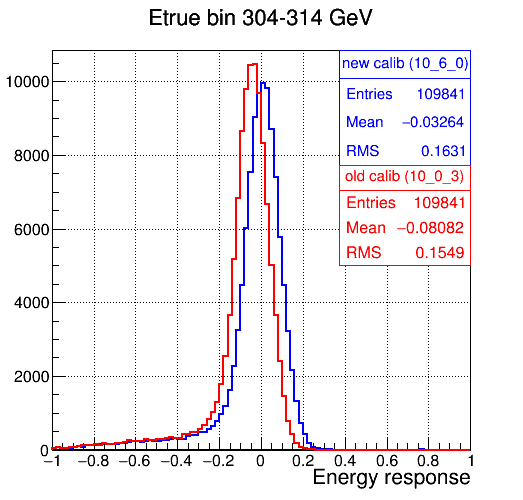 Etrue bin 304-314 GeV
new calib (10_6_0)
Entries 109841
Mean −0.03264
RMS 0.1631
old calib (10_0_3)
Entries 109841
Mean −0.08082
RMS 0.1549
10000
8000
6000
4000
2000
0
−1 −0.8 −0.6 −0.4 −0.2 0 0.2 0.4 0.6 0.8 1
Energy response